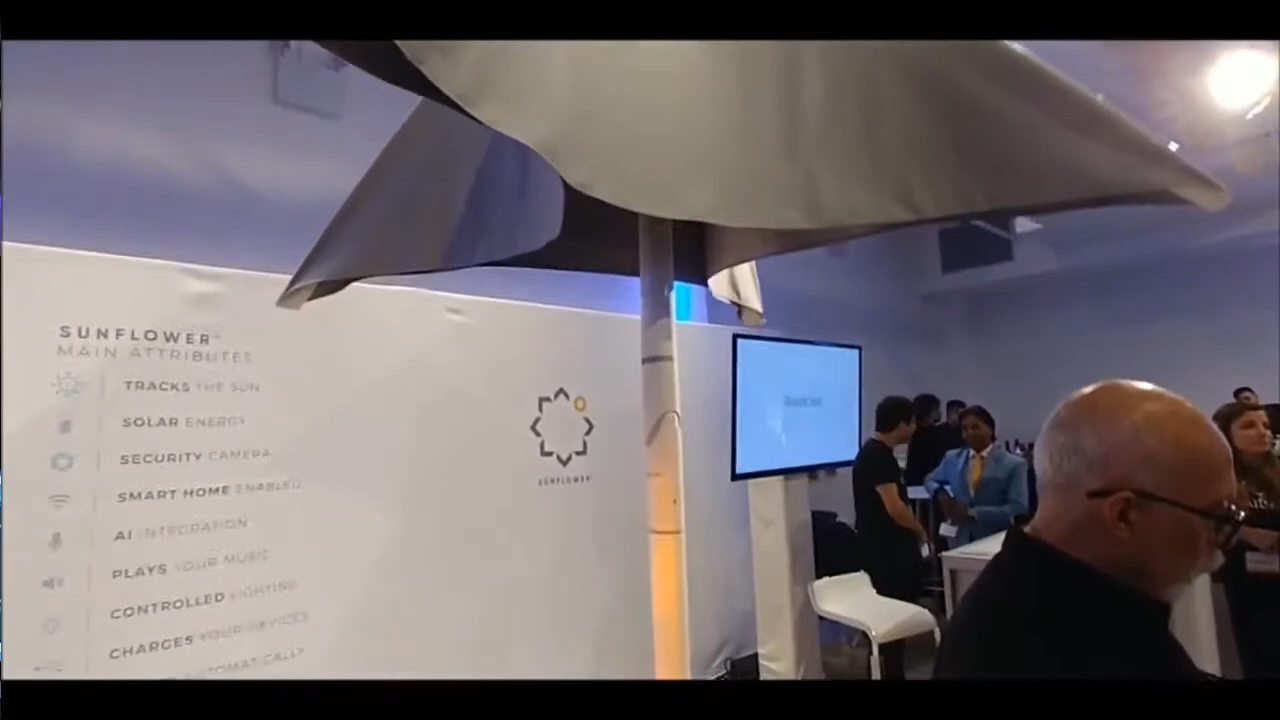 SUNFLOWER™
MAIN ATTRIBUTES
TRACKS THE SUN
SOLAR ENERGY
SECURITY CAMERA
SMART HOME ENABLED
AI INTEGRATION
PLAYS YOUR MUSIC
CONTROLLED LIGHTING
CHARGES YOUR DEVICES
SUNFLOWER